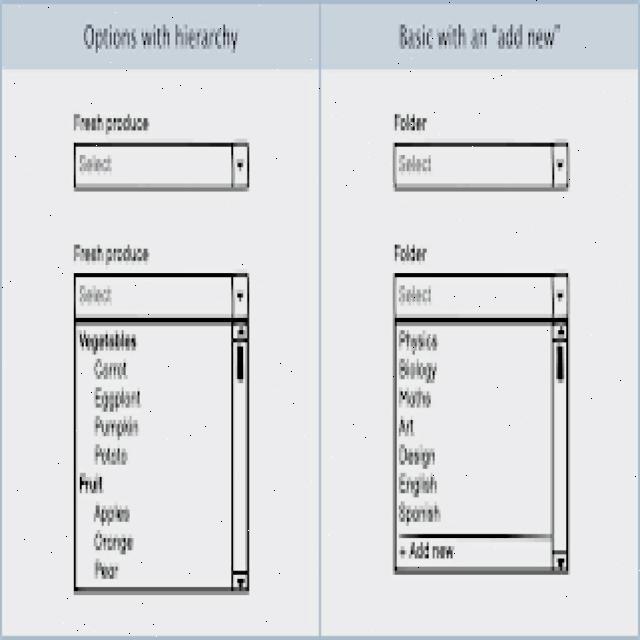 Options with hierarchy
Fresh produce
Select
Fresh produce
Select
Vegetables
Carrot
Eggplant
Pumpkin
Potato
Fruit
Apples
Orange
Pear
Basic with an "add new"
Folder
Select
Folder
Select
Physics
Biology
Maths
Art
Design
English
Spanish
+ Add new